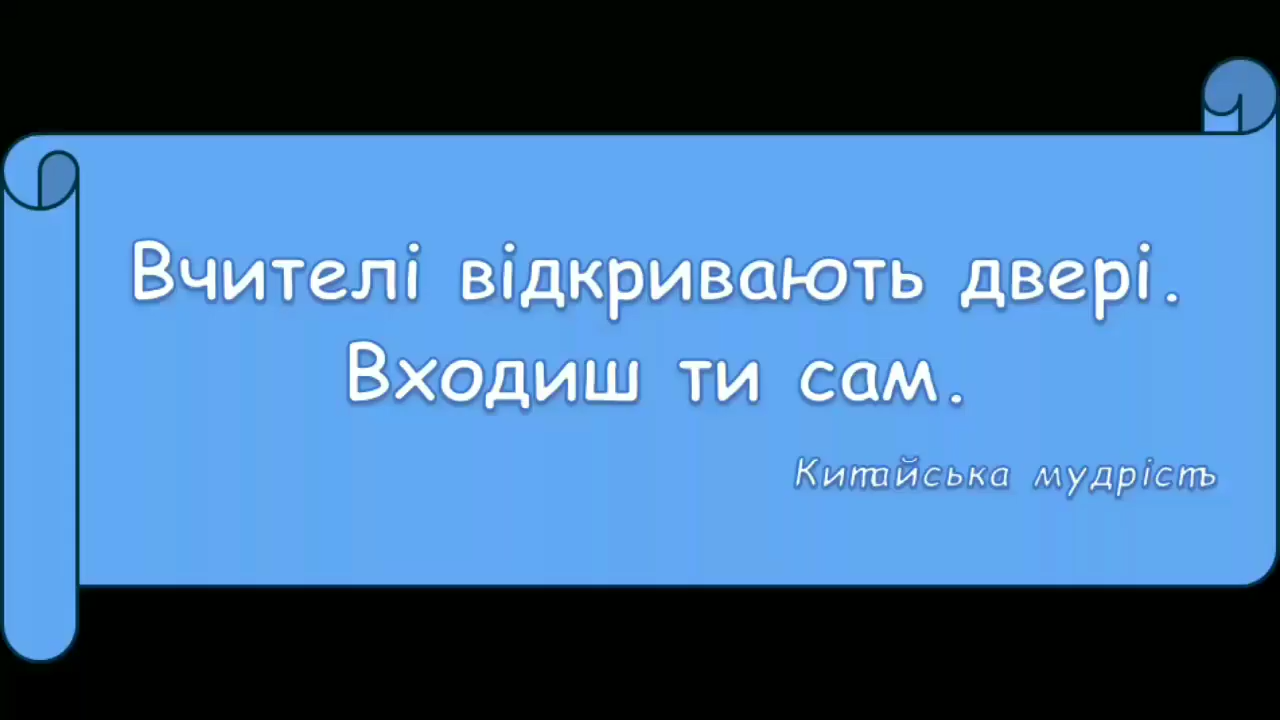 Вчителі відкривають двері.
Входиш ти сам.
Китайська мудрість